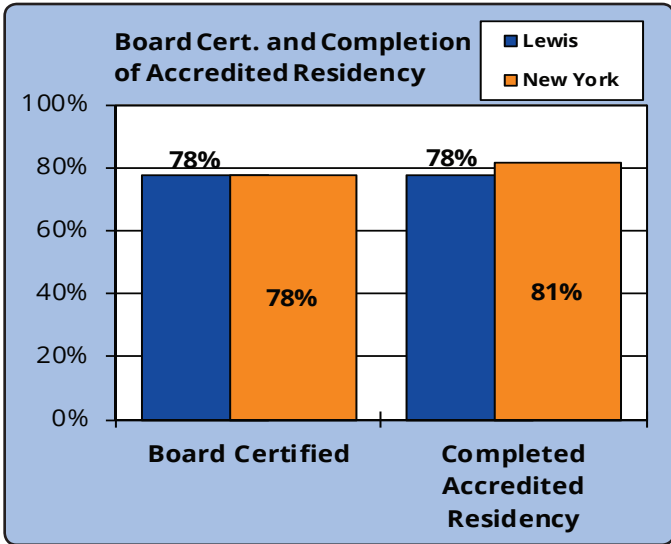 Board Cert. and Completion
of Accredited Residency
Lewis
New York
100%
80%
60%
40%
20%
0%
78%
78%
78%
81%
Board Certified
Completed
Accredited
Residency